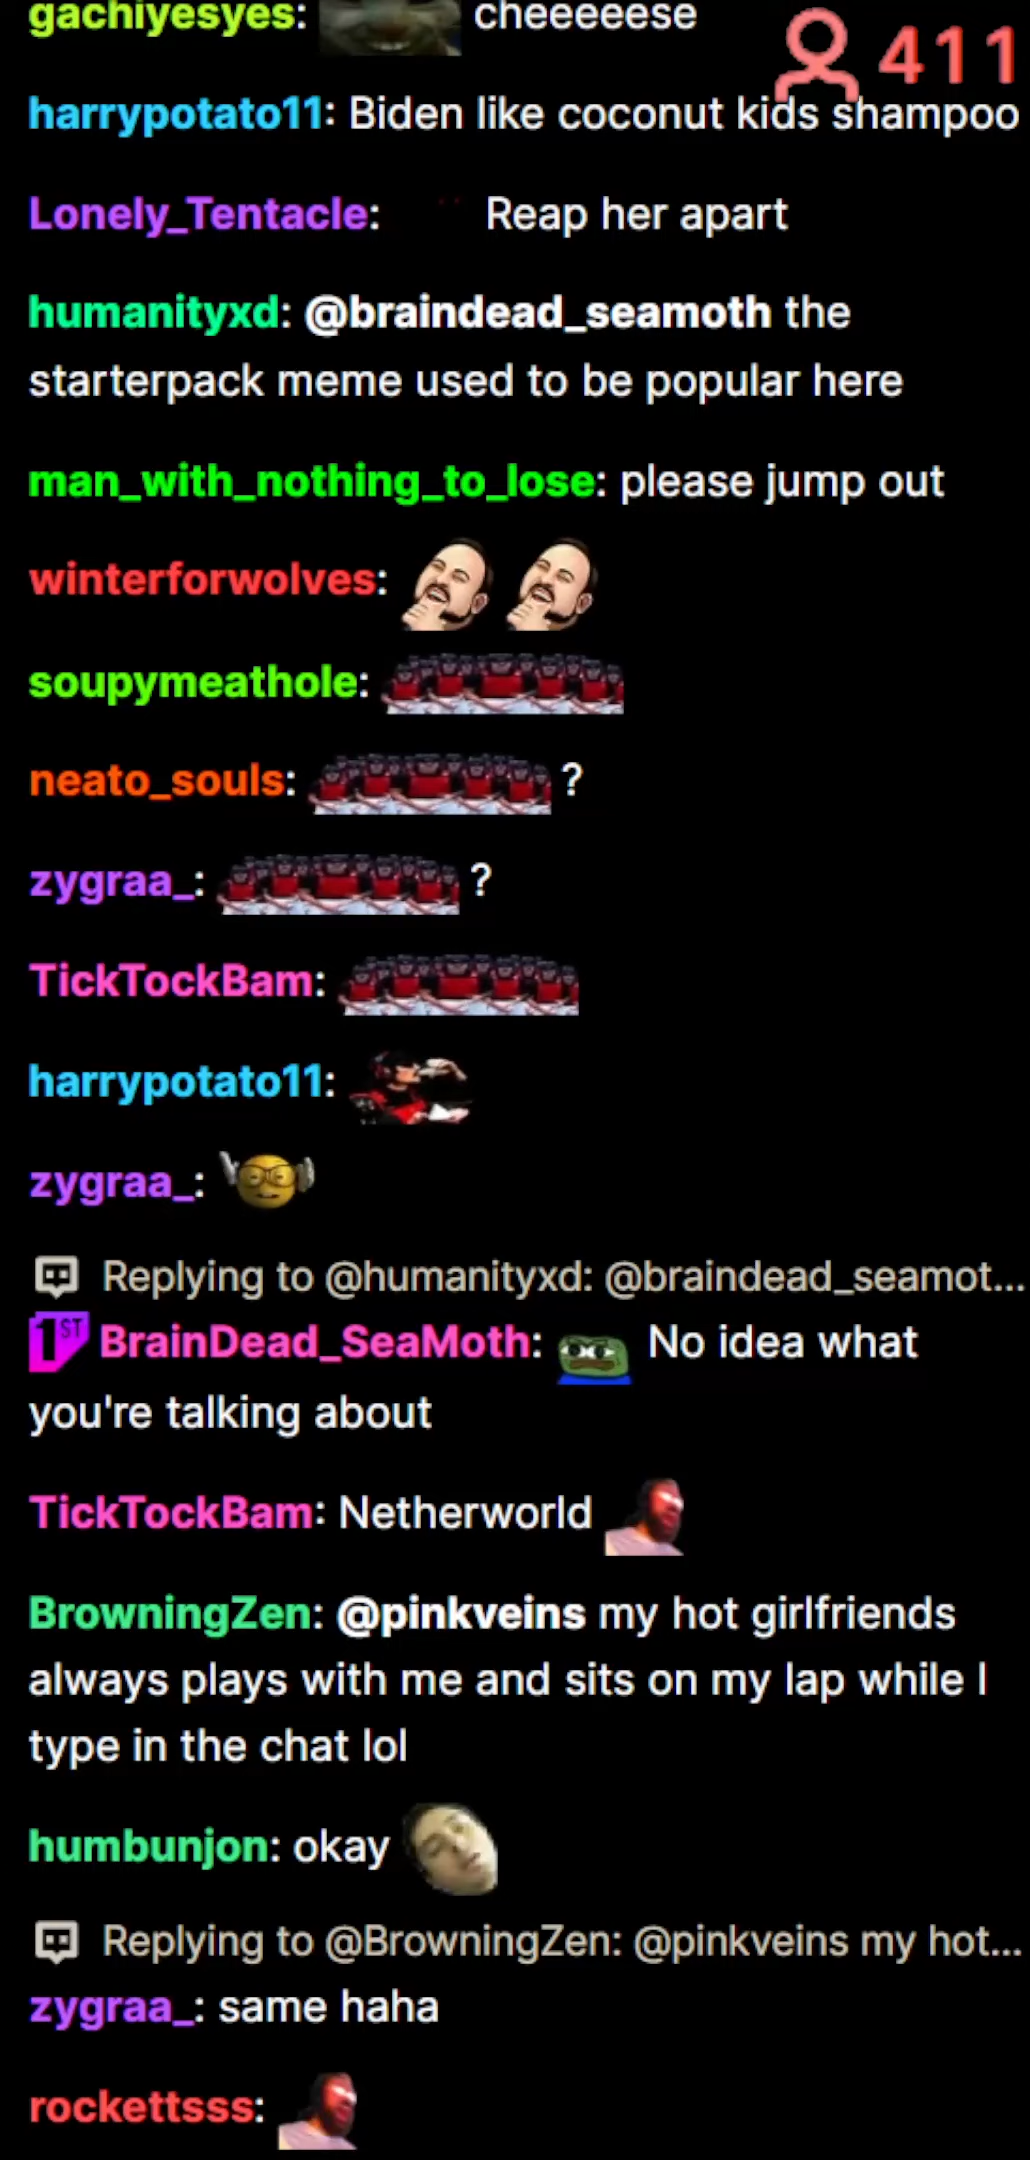 gachiyesyes: cheeeeese
411
harrypotato11: Biden like coconut kids shampoo
Lonely_Tentacle: Reap her apart
humanityxd: @braindead_seamoth the
starterpack meme used to be popular here
man_with_nothing_to_lose: please jump out
winterforwolves:
soupymeathole:
neato_souls: ?
zygraa_: ?
TickTockBam:
harrypotato11:
zygraa_:
Replying to @humanityxd: @braindead_seamot...
1ST BrainDead_SeaMoth: No idea what
you're talking about
TickTockBam: Netherworld
BrowningZen: @pinkveins my hot girlfriends
always plays with me and sits on my lap while I
type in the chat lol
humbunjon: okay
Replying to @BrowningZen: @pinkveins my hot...
zygraa_: same haha
rockettsss: